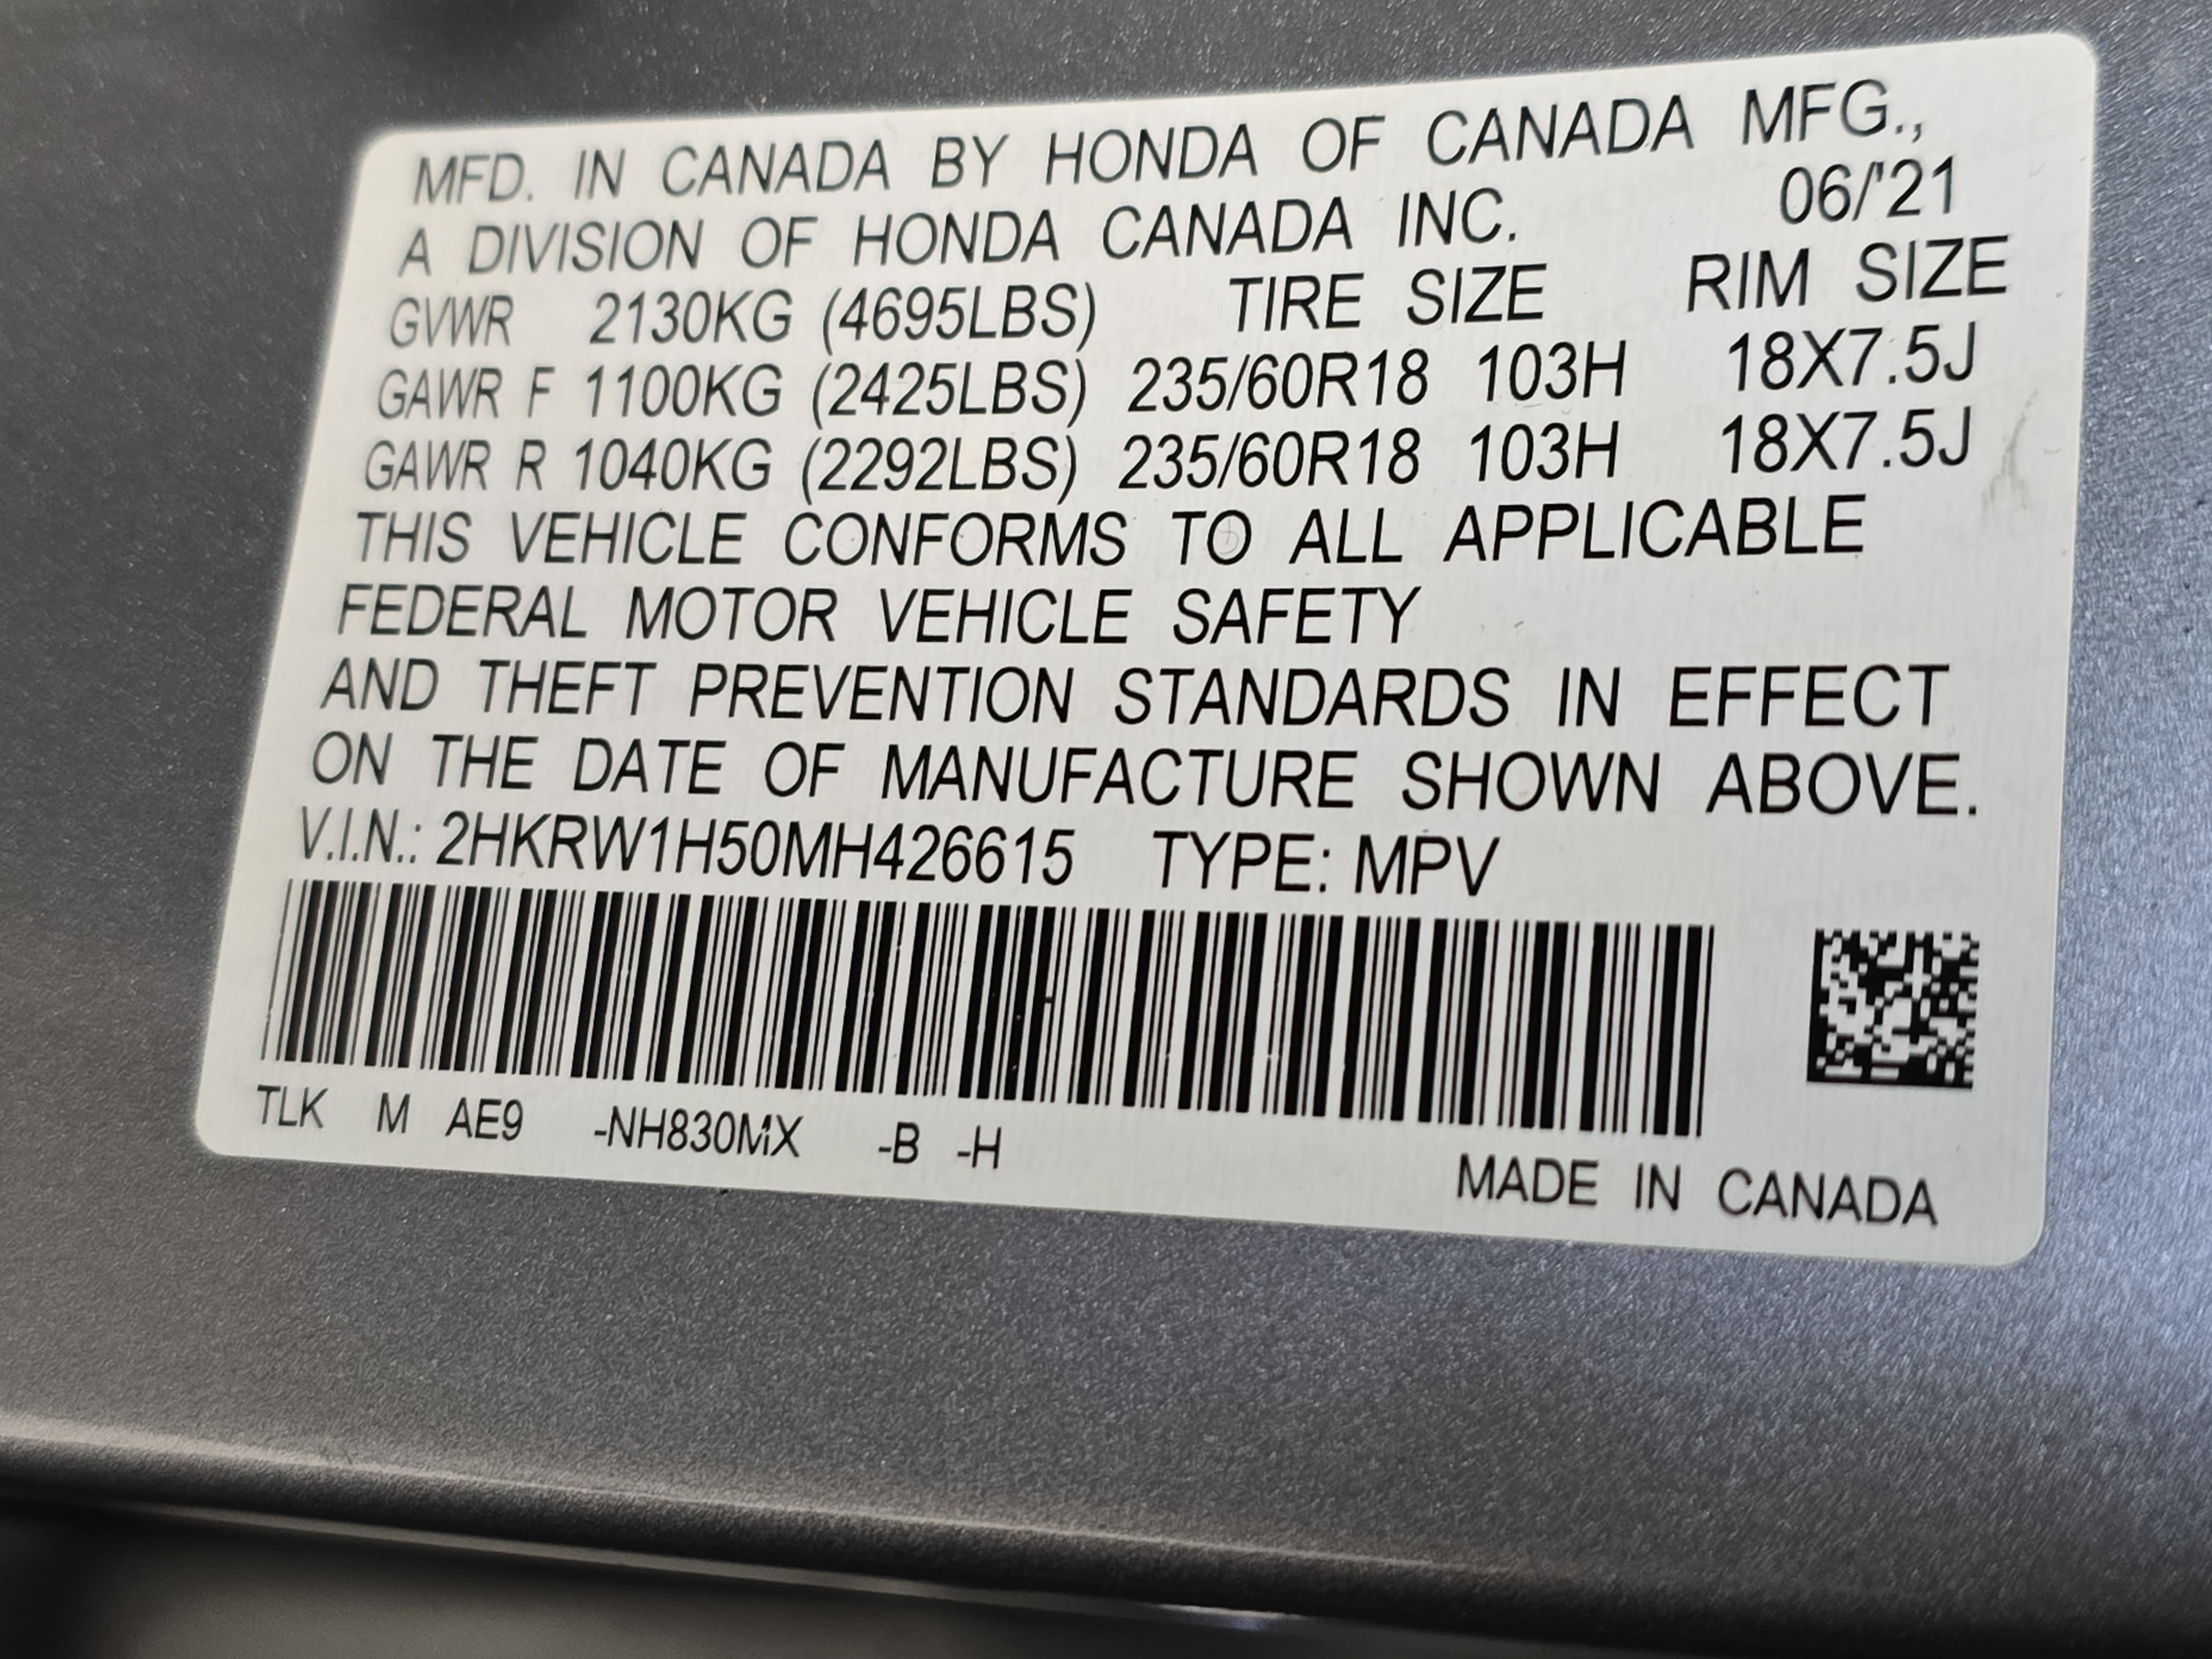 MFD. IN CANADA BY HONDA OF CANADA MFG.,
A DIVISION OF HONDA CANADA INC. 06/'21
GVWR 2130KG (4695LBS) TIRE SIZE RIM SIZE
GAWR F 1100KG (2425LBS) 235/60R18 103H 18X7.5J
GAWR R 1040KG (2292LBS) 235/60R18 103H 18X7.5J
THIS VEHICLE CONFORMS TO ALL APPLICABLE
FEDERAL MOTOR VEHICLE SAFETY
AND THEFT PREVENTION STANDARDS IN EFFECT
ON THE DATE OF MANUFACTURE SHOWN ABOVE.
V.I.N.: 2HKRW1H50MH426615 TYPE: MPV
TLK M AE9 -NH830MX -B -H
MADE IN CANADA